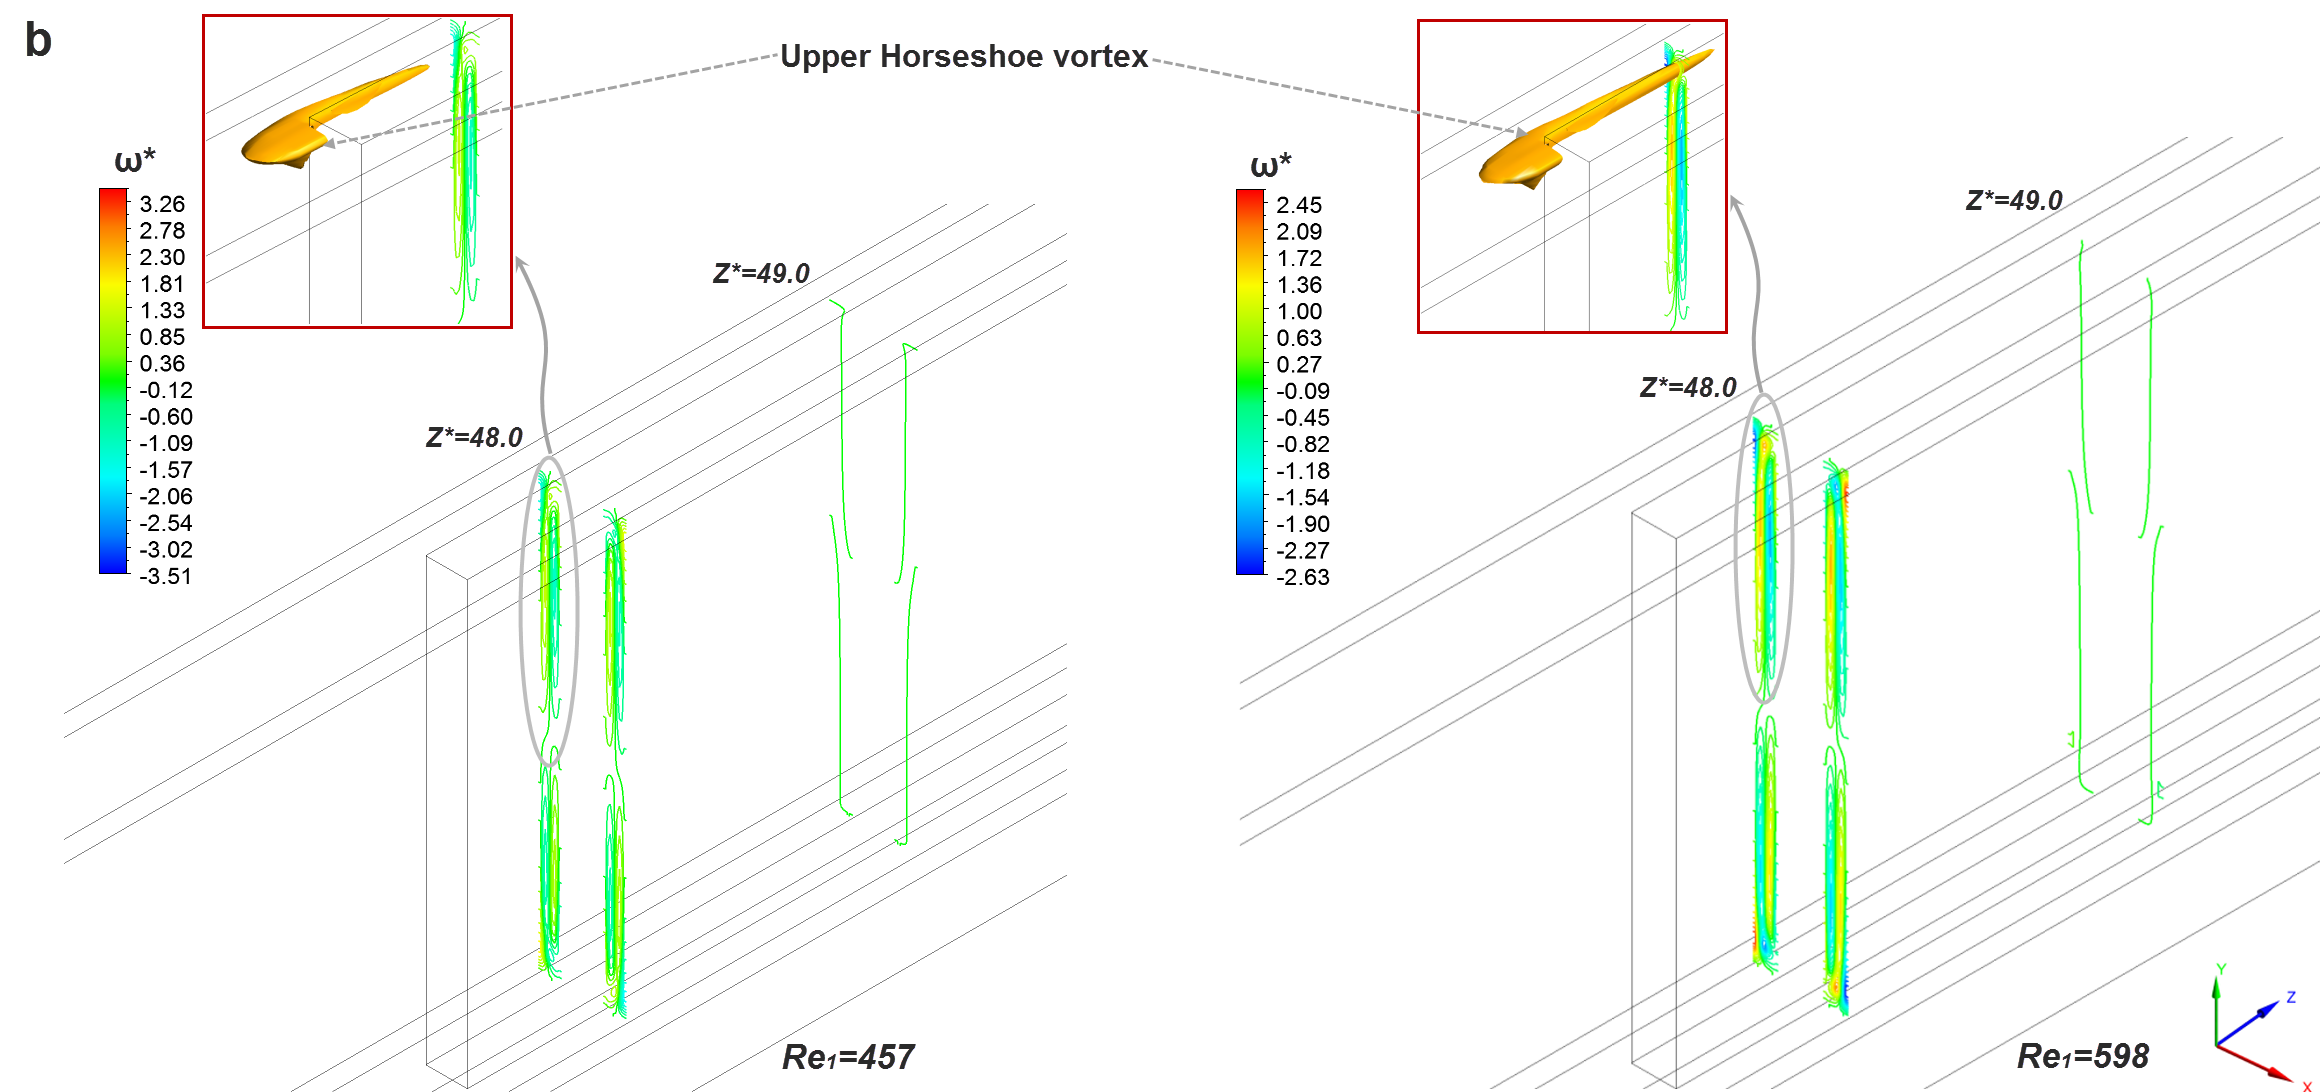 b
Upper Horseshoe vortex
ω*
3.26
2.78
2.30
1.81
1.33
0.85
0.36
-0.12
-0.60
-1.09
-1.57
-2.06
-2.54
-3.02
-3.51
Z*=49.0
Z*=48.0
Re₁=457
ω*
2.45
2.09
1.72
1.36
1.00
0.63
0.27
-0.09
-0.45
-0.82
-1.18
-1.54
-1.90
-2.27
-2.63
Z*=49.0
Z*=48.0
Re₁=598
Y
Z
X